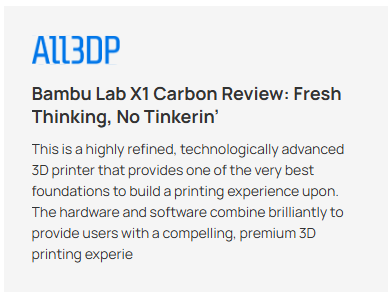 All3DP
Bambu Lab X1 Carbon Review: Fresh
Thinking, No Tinkerin’
This is a highly refined, technologically advanced
3D printer that provides one of the very best
foundations to build a printing experience upon.
The hardware and software combine brilliantly to
provide users with a compelling, premium 3D
printing experie